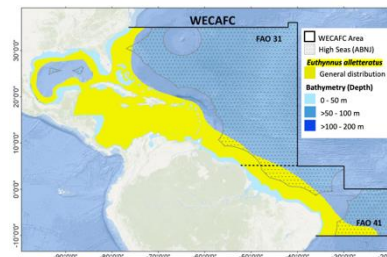 WECAFC
FAO 31
WECAFC Area
High Seas (ABNJ)
Euthynnus alletteratus
General distribution
Bathymetry (Depth)
0 - 50 m
>50 - 100 m
>100 - 200 m
30°0'0"N
20°0'0"N
10°0'0"N
0°0'0"
10°0'0"S
FAO 41